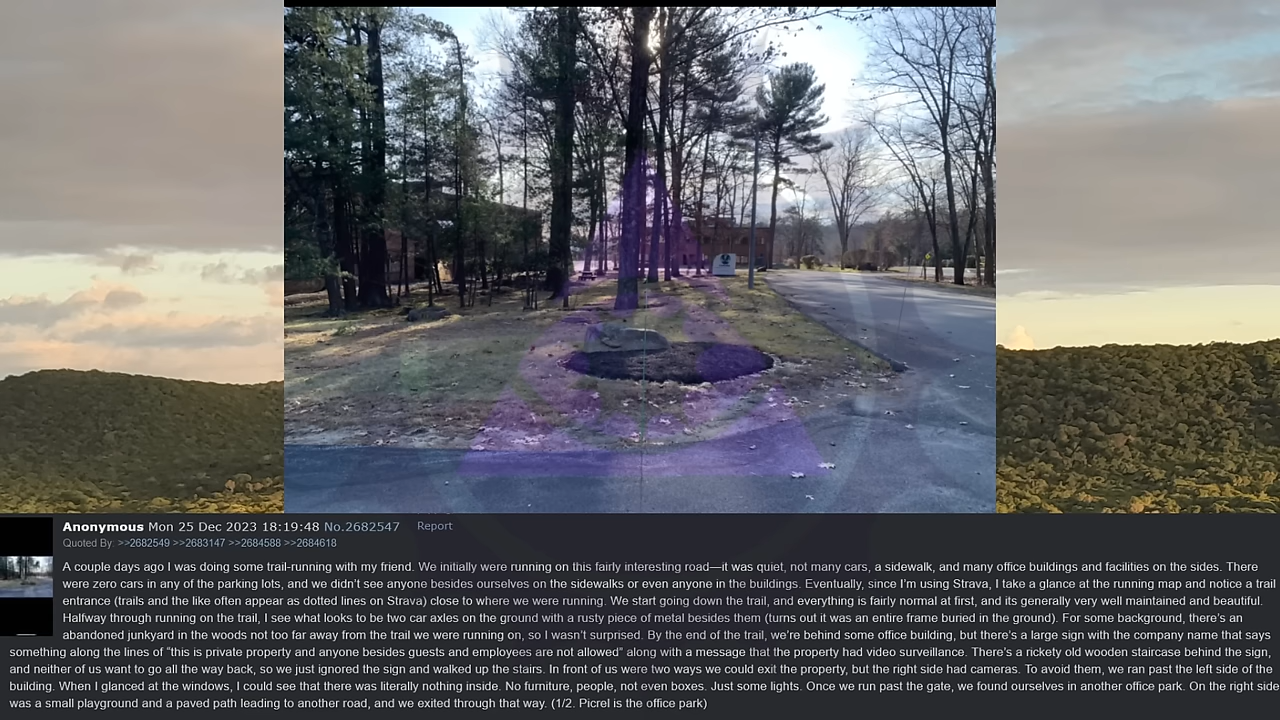 Anonymous Mon 25 Dec 2023 18:19:48 No.2682547 Report
Quoted By: >>2682549 >>2683147 >>2684588 >>2684618
A couple days ago I was doing some trail-running with my friend. We initially were running on this fairly interesting road—it was quiet, not many cars, a sidewalk, and many office buildings and facilities on the sides. There
were zero cars in any of the parking lots, and we didn't see anyone besides ourselves on the sidewalks or even anyone in the buildings. Eventually, since I'm using Strava, I take a glance at the running map and notice a trail
entrance (trails and the like often appear as dotted lines on Strava) close to where we were running. We start going down the trail, and everything is fairly normal at first, and its generally very well maintained and beautiful.
Halfway through running on the trail, I see what looks to be two car axles on the ground with a rusty piece of metal besides them (turns out it was an entire frame buried in the ground). For some background, there's an
abandoned junkyard in the woods not too far away from the trail we were running on, so I wasn't surprised. By the end of the trail, we're behind some office building, but there's a large sign with the company name that says
something along the lines of "this is private property and anyone besides guests and employees are not allowed" along with a message that the property had video surveillance. There's a rickety old wooden staircase behind the sign,
and neither of us want to go all the way back, so we just ignored the sign and walked up the stairs. In front of us were two ways we could exit the property, but the right side had cameras. To avoid them, we ran past the left side of the
building. When I glanced at the windows, I could see that there was literally nothing inside. No furniture, people, not even boxes. Just some lights. Once we run past the gate, we found ourselves in another office park. On the right side
was a small playground and a paved path leading to another road, and we exited through that way. (1/2. Picrel is the office park)